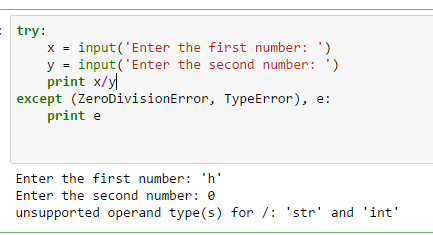 try:
    x = input('Enter the first number: ')
    y = input('Enter the second number: ')
    print x/y
except (ZeroDivisionError, TypeError), e:
    print e
Enter the first number: 'h'
Enter the second number: 0
unsupported operand type(s) for /: 'str' and 'int'